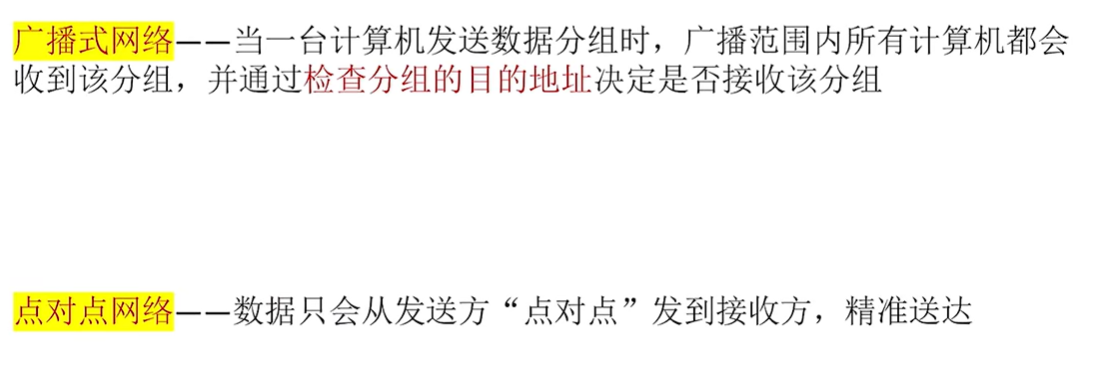 广播式网络——当一台计算机发送数据分组时，广播范围内所有计算机都会
收到该分组，并通过检查分组的目的地址决定是否接收该分组
点对点网络——数据只会从发送方“点对点”发到接收方，精准送达